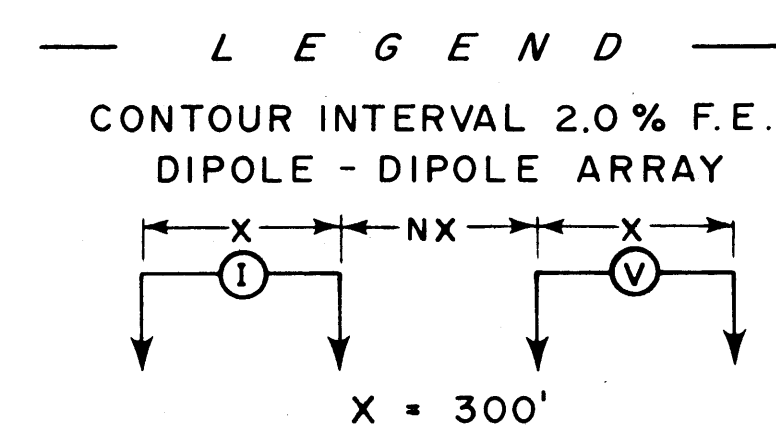 LEGEND
CONTOUR INTERVAL 2.0% F.E.
DIPOLE - DIPOLE ARRAY
X NX X
I V
X = 300'